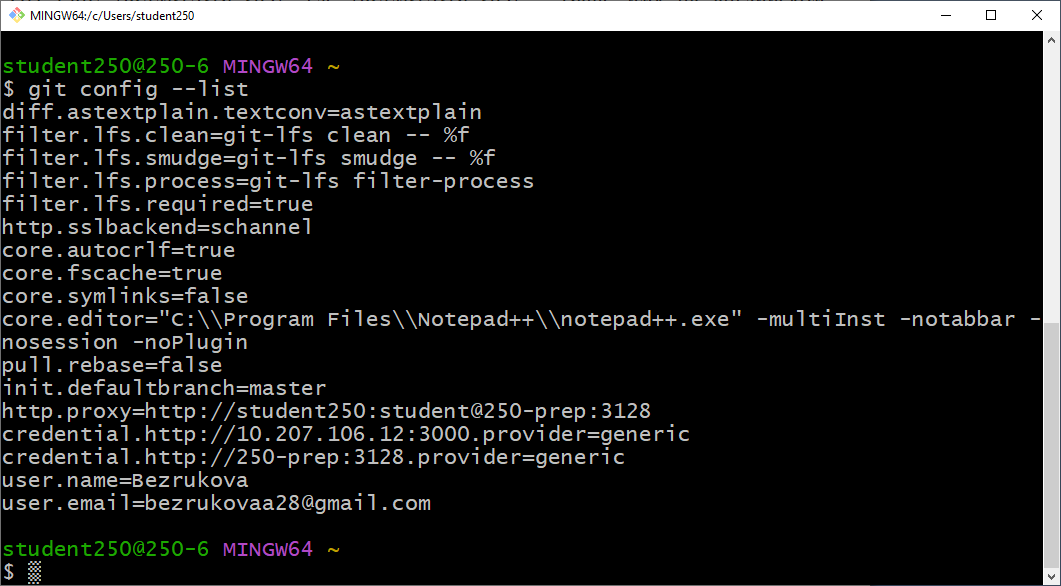 MINGW64:/c/Users/student250
student250@250-6 MINGW64 ~
$ git config --list
diff.astextplain.textconv=astextplain
filter.lfs.clean=git-lfs clean -- %f
filter.lfs.smudge=git-lfs smudge -- %f
filter.lfs.process=git-lfs filter-process
filter.lfs.required=true
http.sslbackend=schannel
core.autocrlf=true
core.fscache=true
core.symlinks=false
core.editor="C:\\Program Files\\Notepad++\\notepad++.exe" -multiInst -notabbar -
nosession -noPlugin
pull.rebase=false
init.defaultbranch=master
http.proxy=http://student250:student@250-prep:3128
credential.http://10.207.106.12:3000.provider=generic
credential.http://250-prep:3128.provider=generic
user.name=Bezrukova
user.email=bezrukovaa28@gmail.com
student250@250-6 MINGW64 ~
$